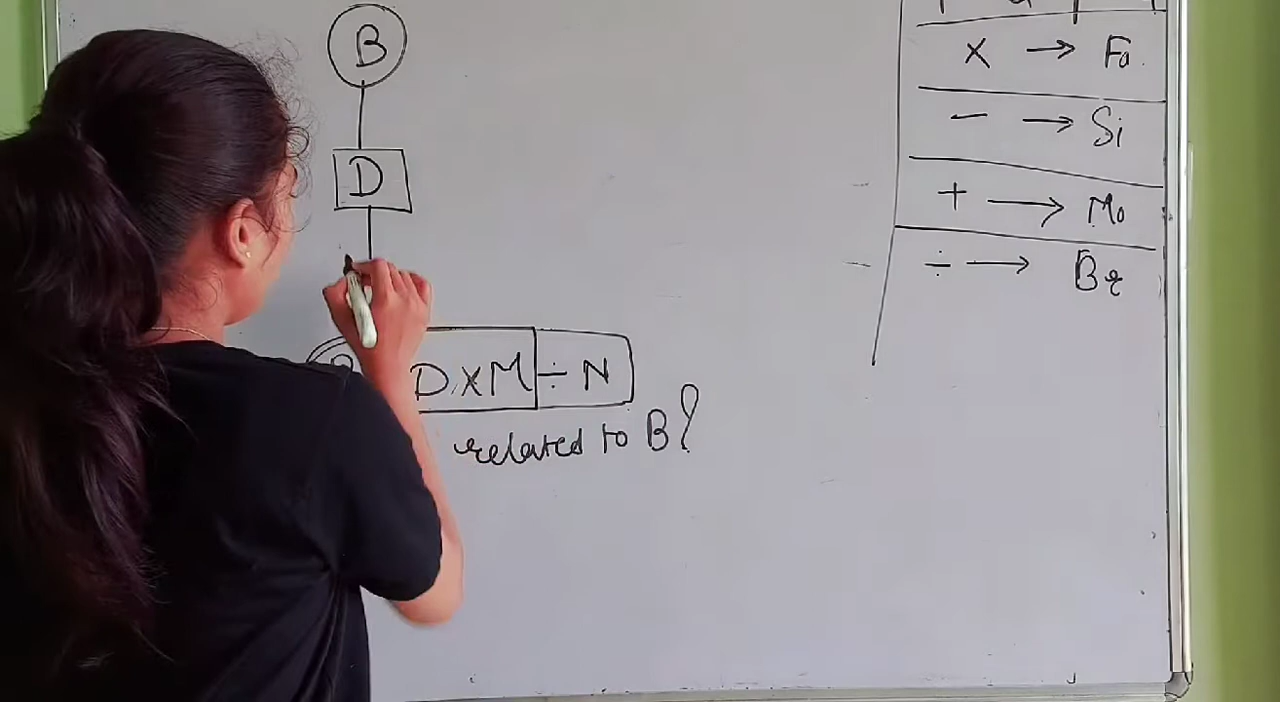 B
D
D × M ÷ N
related to B?
× → Fa
− → Si
+ → Mo
÷ → Br